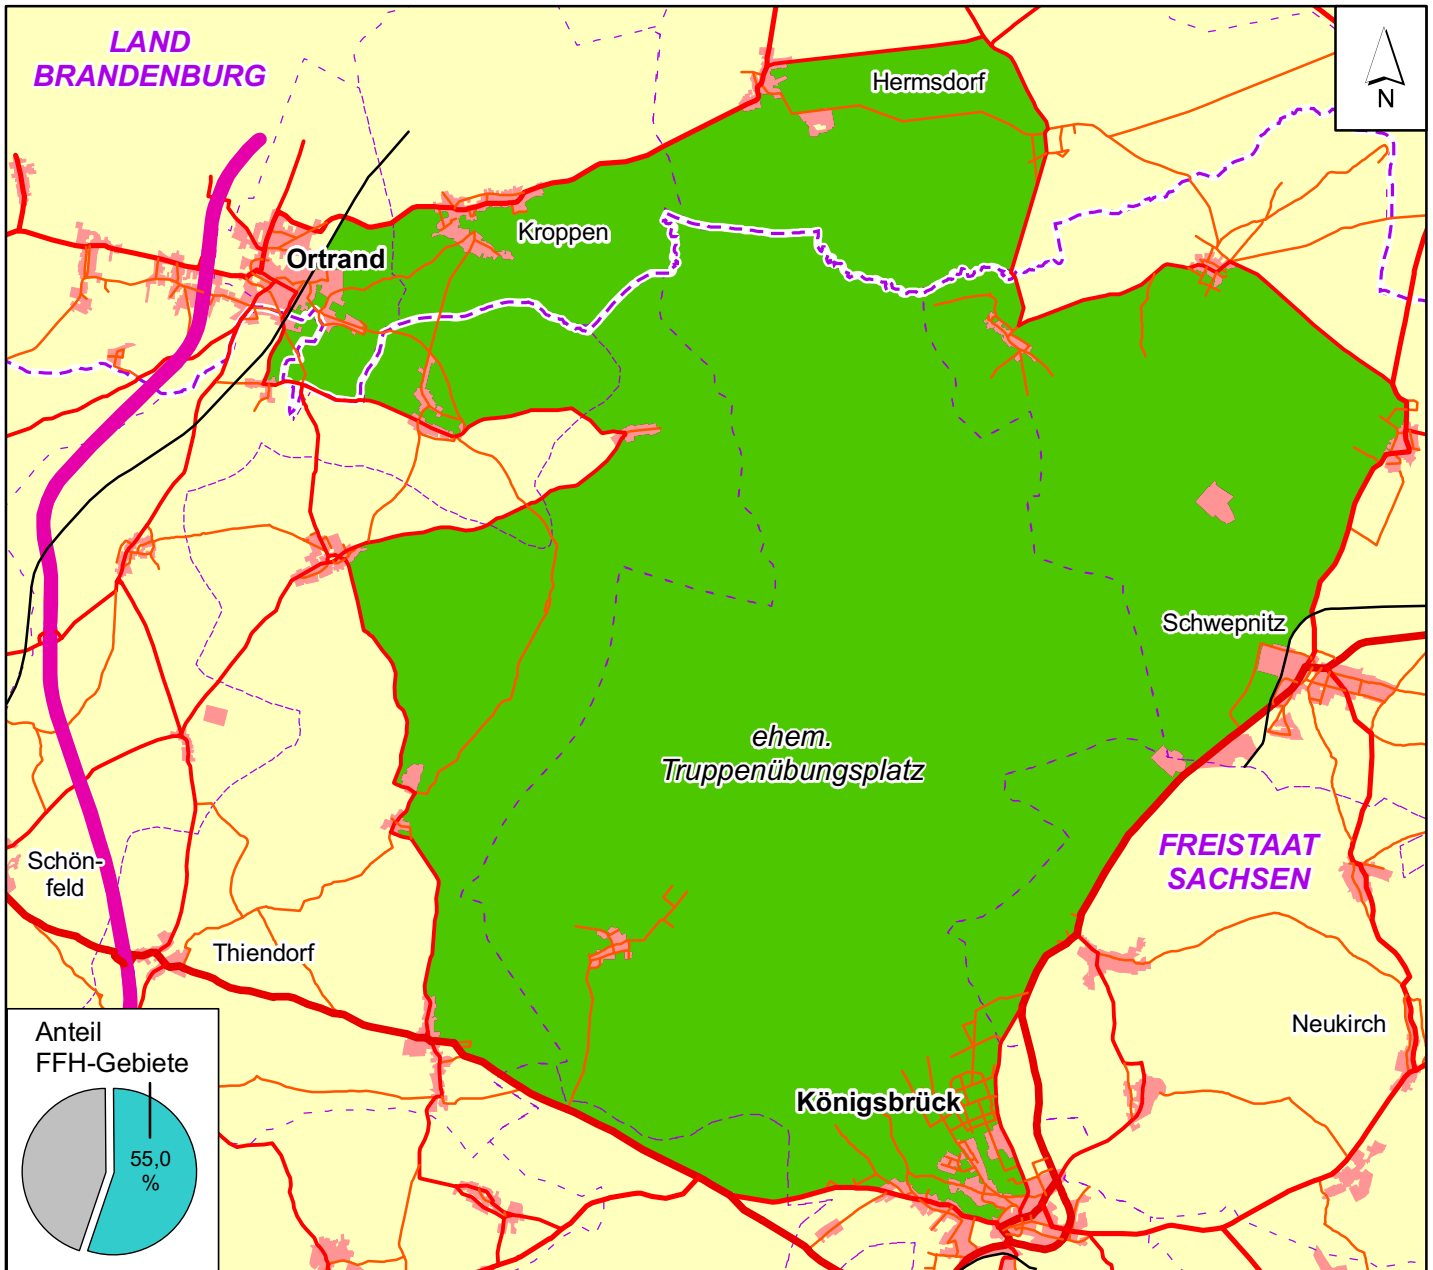 LAND
BRANDENBURG
Hermsdorf
N
Kroppen
Ortrand
Schwepnitz
ehem.
Truppenübungsplatz
FREISTAAT
SACHSEN
Schön-
feld
Thiendorf
Neukirch
Königsbrück
Anteil
FFH-Gebiete
55,0
%